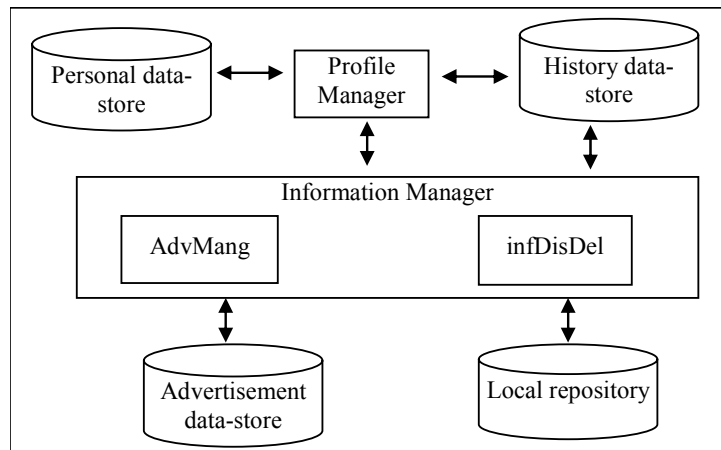 Personal data-
store
Profile
Manager
History data-
store
Information Manager
AdvMang
infDisDel
Advertisement
data-store
Local repository